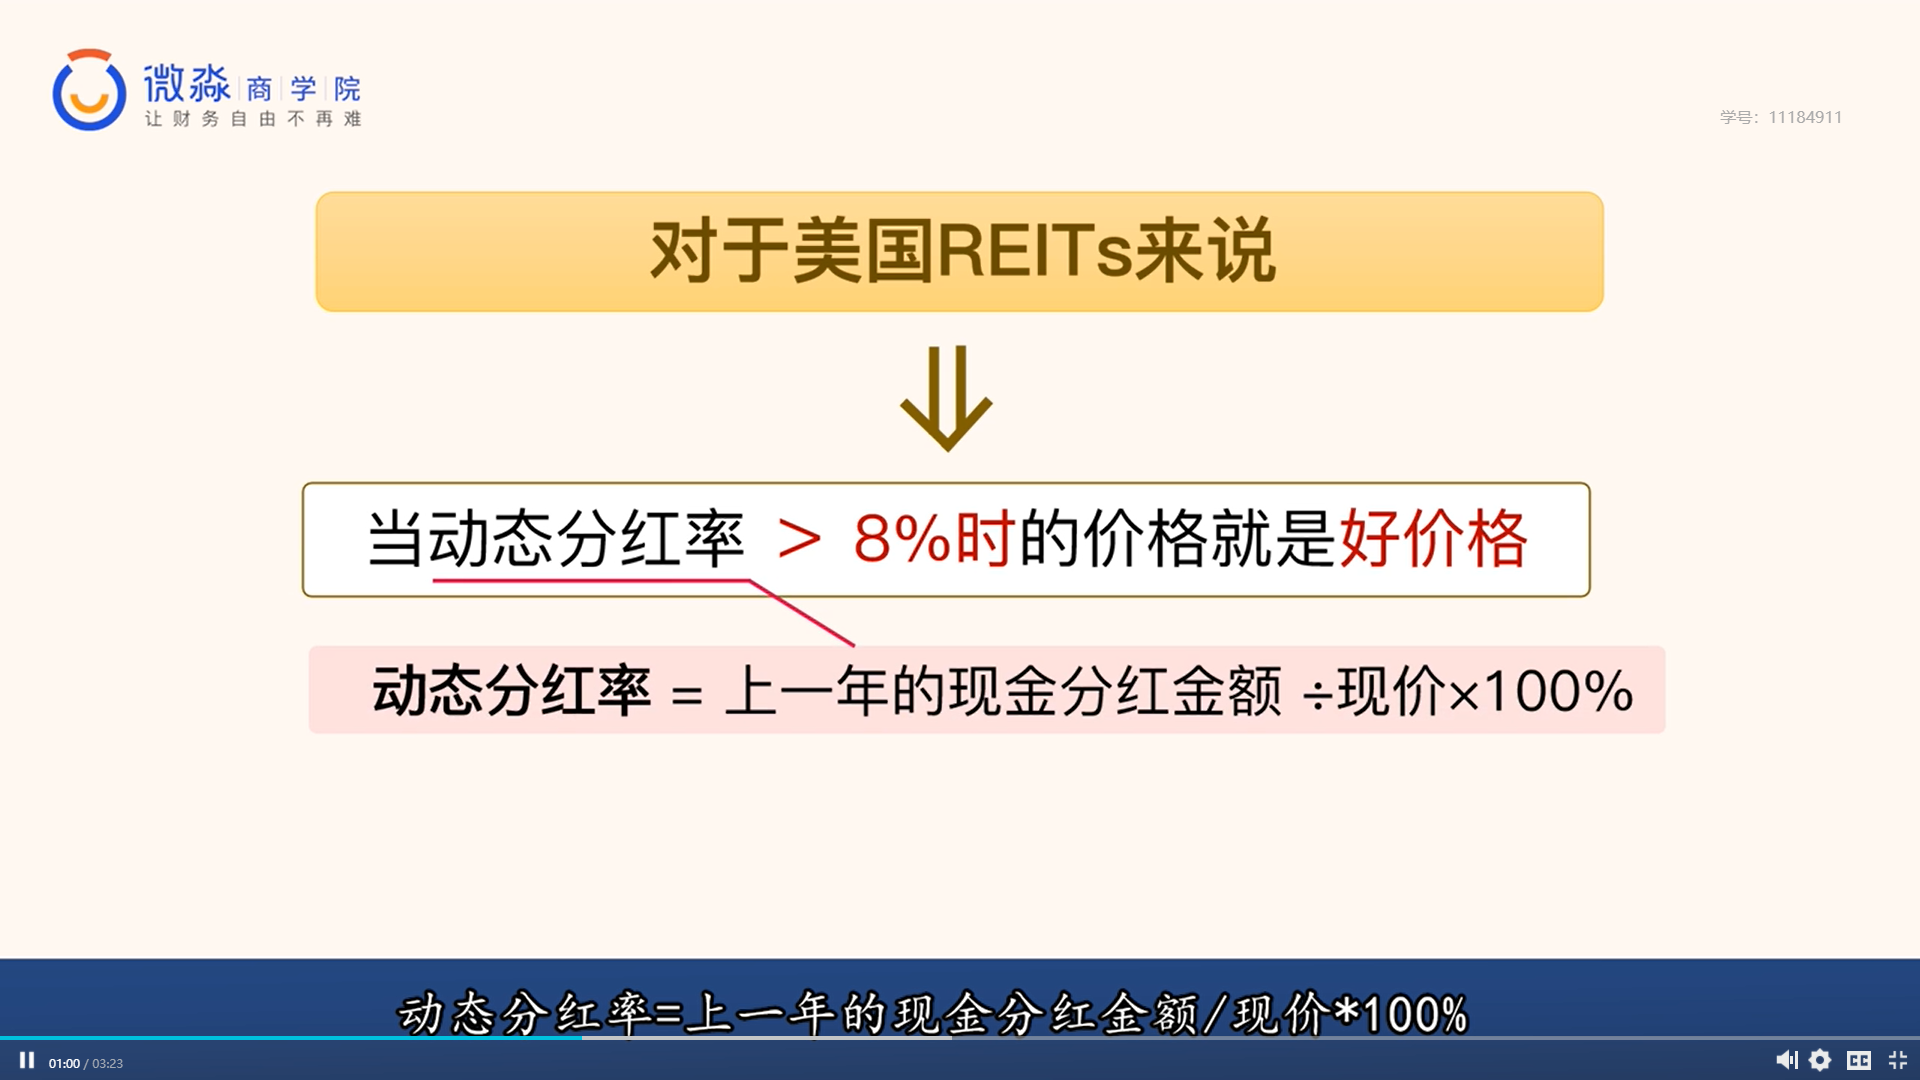 微淼 商学院
让财务自由不再难
学号：11184911
对于美国REITs来说
当动态分红率 > 8%时的价格就是好价格
动态分红率 = 上一年的现金分红金额 ÷现价×100%
动态分红率=上一年的现金分红金额/现价*100%
01:00 / 03:23
CC